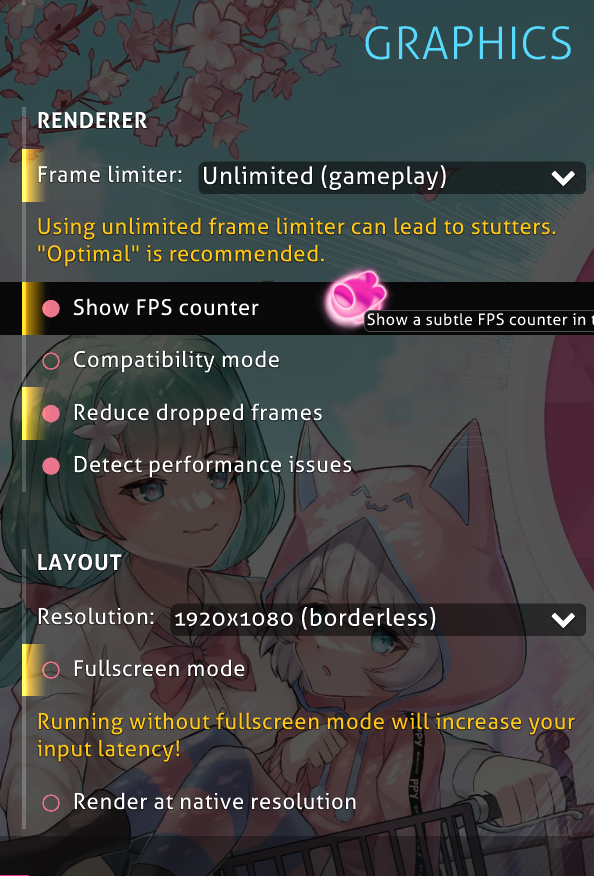 GRAPHICS
RENDERER
Frame limiter: Unlimited (gameplay)
Using unlimited frame limiter can lead to stutters.
"Optimal" is recommended.
Show FPS counter
Show a subtle FPS counter in t
Compatibility mode
Reduce dropped frames
Detect performance issues
LAYOUT
Resolution: 1920x1080 (borderless)
Fullscreen mode
Running without fullscreen mode will increase your
input latency!
PPY — PPY
Render at native resolution